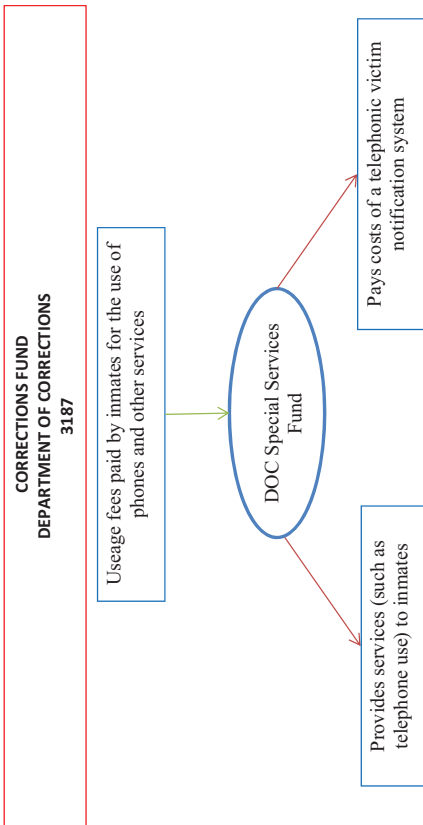 CORRECTIONS FUND
DEPARTMENT OF CORRECTIONS
3187
Useage fees paid by inmates for the use of
phones and other services
DOC Special Services
Fund
Provides services (such as
telephone use) to inmates
Pays costs of a telephonic victim
notification system